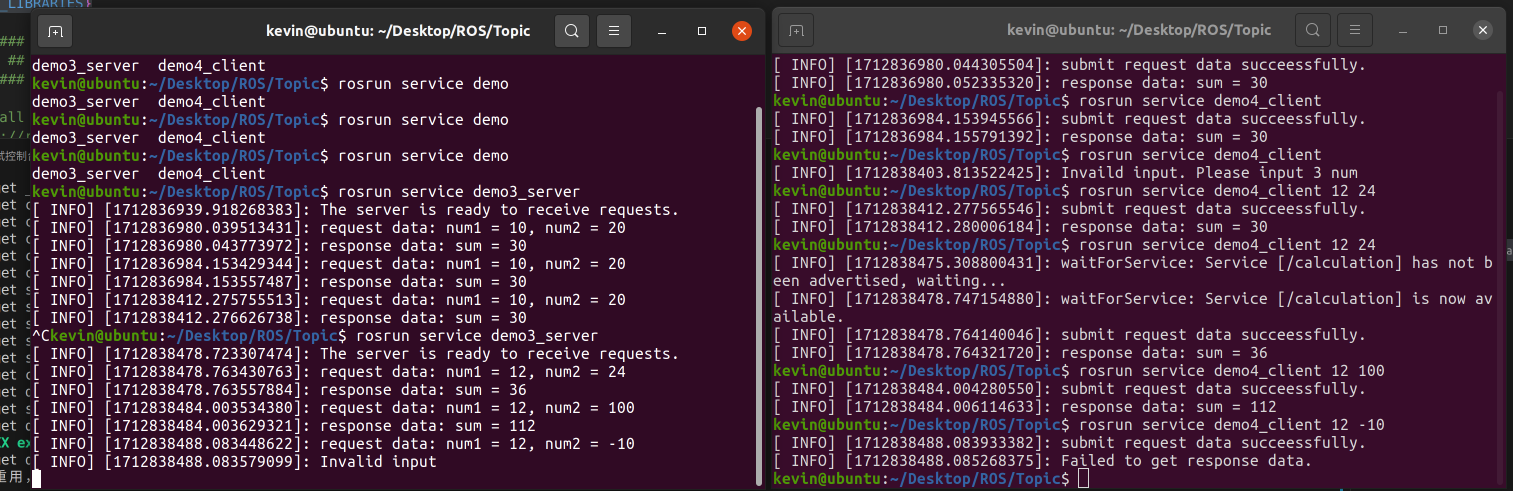 _LIBRARIES}
###
##
###
all
get
重用,
kevin@ubuntu: ~/Desktop/ROS/Topic
demo3_server  demo4_client
kevin@ubuntu:~/Desktop/ROS/Topic$ rosrun service demo
demo3_server  demo4_client
kevin@ubuntu:~/Desktop/ROS/Topic$ rosrun service demo
demo3_server  demo4_client
kevin@ubuntu:~/Desktop/ROS/Topic$ rosrun service demo
demo3_server  demo4_client
kevin@ubuntu:~/Desktop/ROS/Topic$ rosrun service demo3_server
[ INFO] [1712836939.918268383]: The server is ready to receive requests.
[ INFO] [1712836980.039513431]: request data: num1 = 10, num2 = 20
[ INFO] [1712836980.043773972]: response data: sum = 30
[ INFO] [1712836984.153429344]: request data: num1 = 10, num2 = 20
[ INFO] [1712836984.153557487]: response data: sum = 30
[ INFO] [1712838412.275755513]: request data: num1 = 10, num2 = 20
[ INFO] [1712838412.276626738]: response data: sum = 30
^Ckevin@ubuntu:~/Desktop/ROS/Topic$ rosrun service demo3_server
[ INFO] [1712838478.723307474]: The server is ready to receive requests.
[ INFO] [1712838478.763430763]: request data: num1 = 12, num2 = 24
[ INFO] [1712838478.763557884]: response data: sum = 36
[ INFO] [1712838484.003534380]: request data: num1 = 12, num2 = 100
[ INFO] [1712838484.003629321]: response data: sum = 112
[ INFO] [1712838488.083448622]: request data: num1 = 12, num2 = -10
[ INFO] [1712838488.083579099]: Invalid input
kevin@ubuntu: ~/Desktop/ROS/Topic
[ INFO] [1712836980.044305504]: submit request data succeessfully.
[ INFO] [1712836980.052335320]: response data: sum = 30
kevin@ubuntu:~/Desktop/ROS/Topic$ rosrun service demo4_client
[ INFO] [1712836984.153945566]: submit request data succeessfully.
[ INFO] [1712836984.155791392]: response data: sum = 30
kevin@ubuntu:~/Desktop/ROS/Topic$ rosrun service demo4_client
[ INFO] [1712838403.813522425]: Invaild input. Please input 3 num
kevin@ubuntu:~/Desktop/ROS/Topic$ rosrun service demo4_client 12 24
[ INFO] [1712838412.277565546]: submit request data succeessfully.
[ INFO] [1712838412.280006184]: response data: sum = 30
kevin@ubuntu:~/Desktop/ROS/Topic$ rosrun service demo4_client 12 24
[ INFO] [1712838475.308800431]: waitForService: Service [/calculation] has not b
een advertised, waiting...
[ INFO] [1712838478.747154880]: waitForService: Service [/calculation] is now av
ailable.
[ INFO] [1712838478.764140046]: submit request data succeessfully.
[ INFO] [1712838478.764321720]: response data: sum = 36
kevin@ubuntu:~/Desktop/ROS/Topic$ rosrun service demo4_client 12 100
[ INFO] [1712838484.004280550]: submit request data succeessfully.
[ INFO] [1712838484.006114633]: response data: sum = 112
kevin@ubuntu:~/Desktop/ROS/Topic$ rosrun service demo4_client 12 -10
[ INFO] [1712838488.083933382]: submit request data succeessfully.
[ INFO] [1712838488.085268375]: Failed to get response data.
kevin@ubuntu:~/Desktop/ROS/Topic$